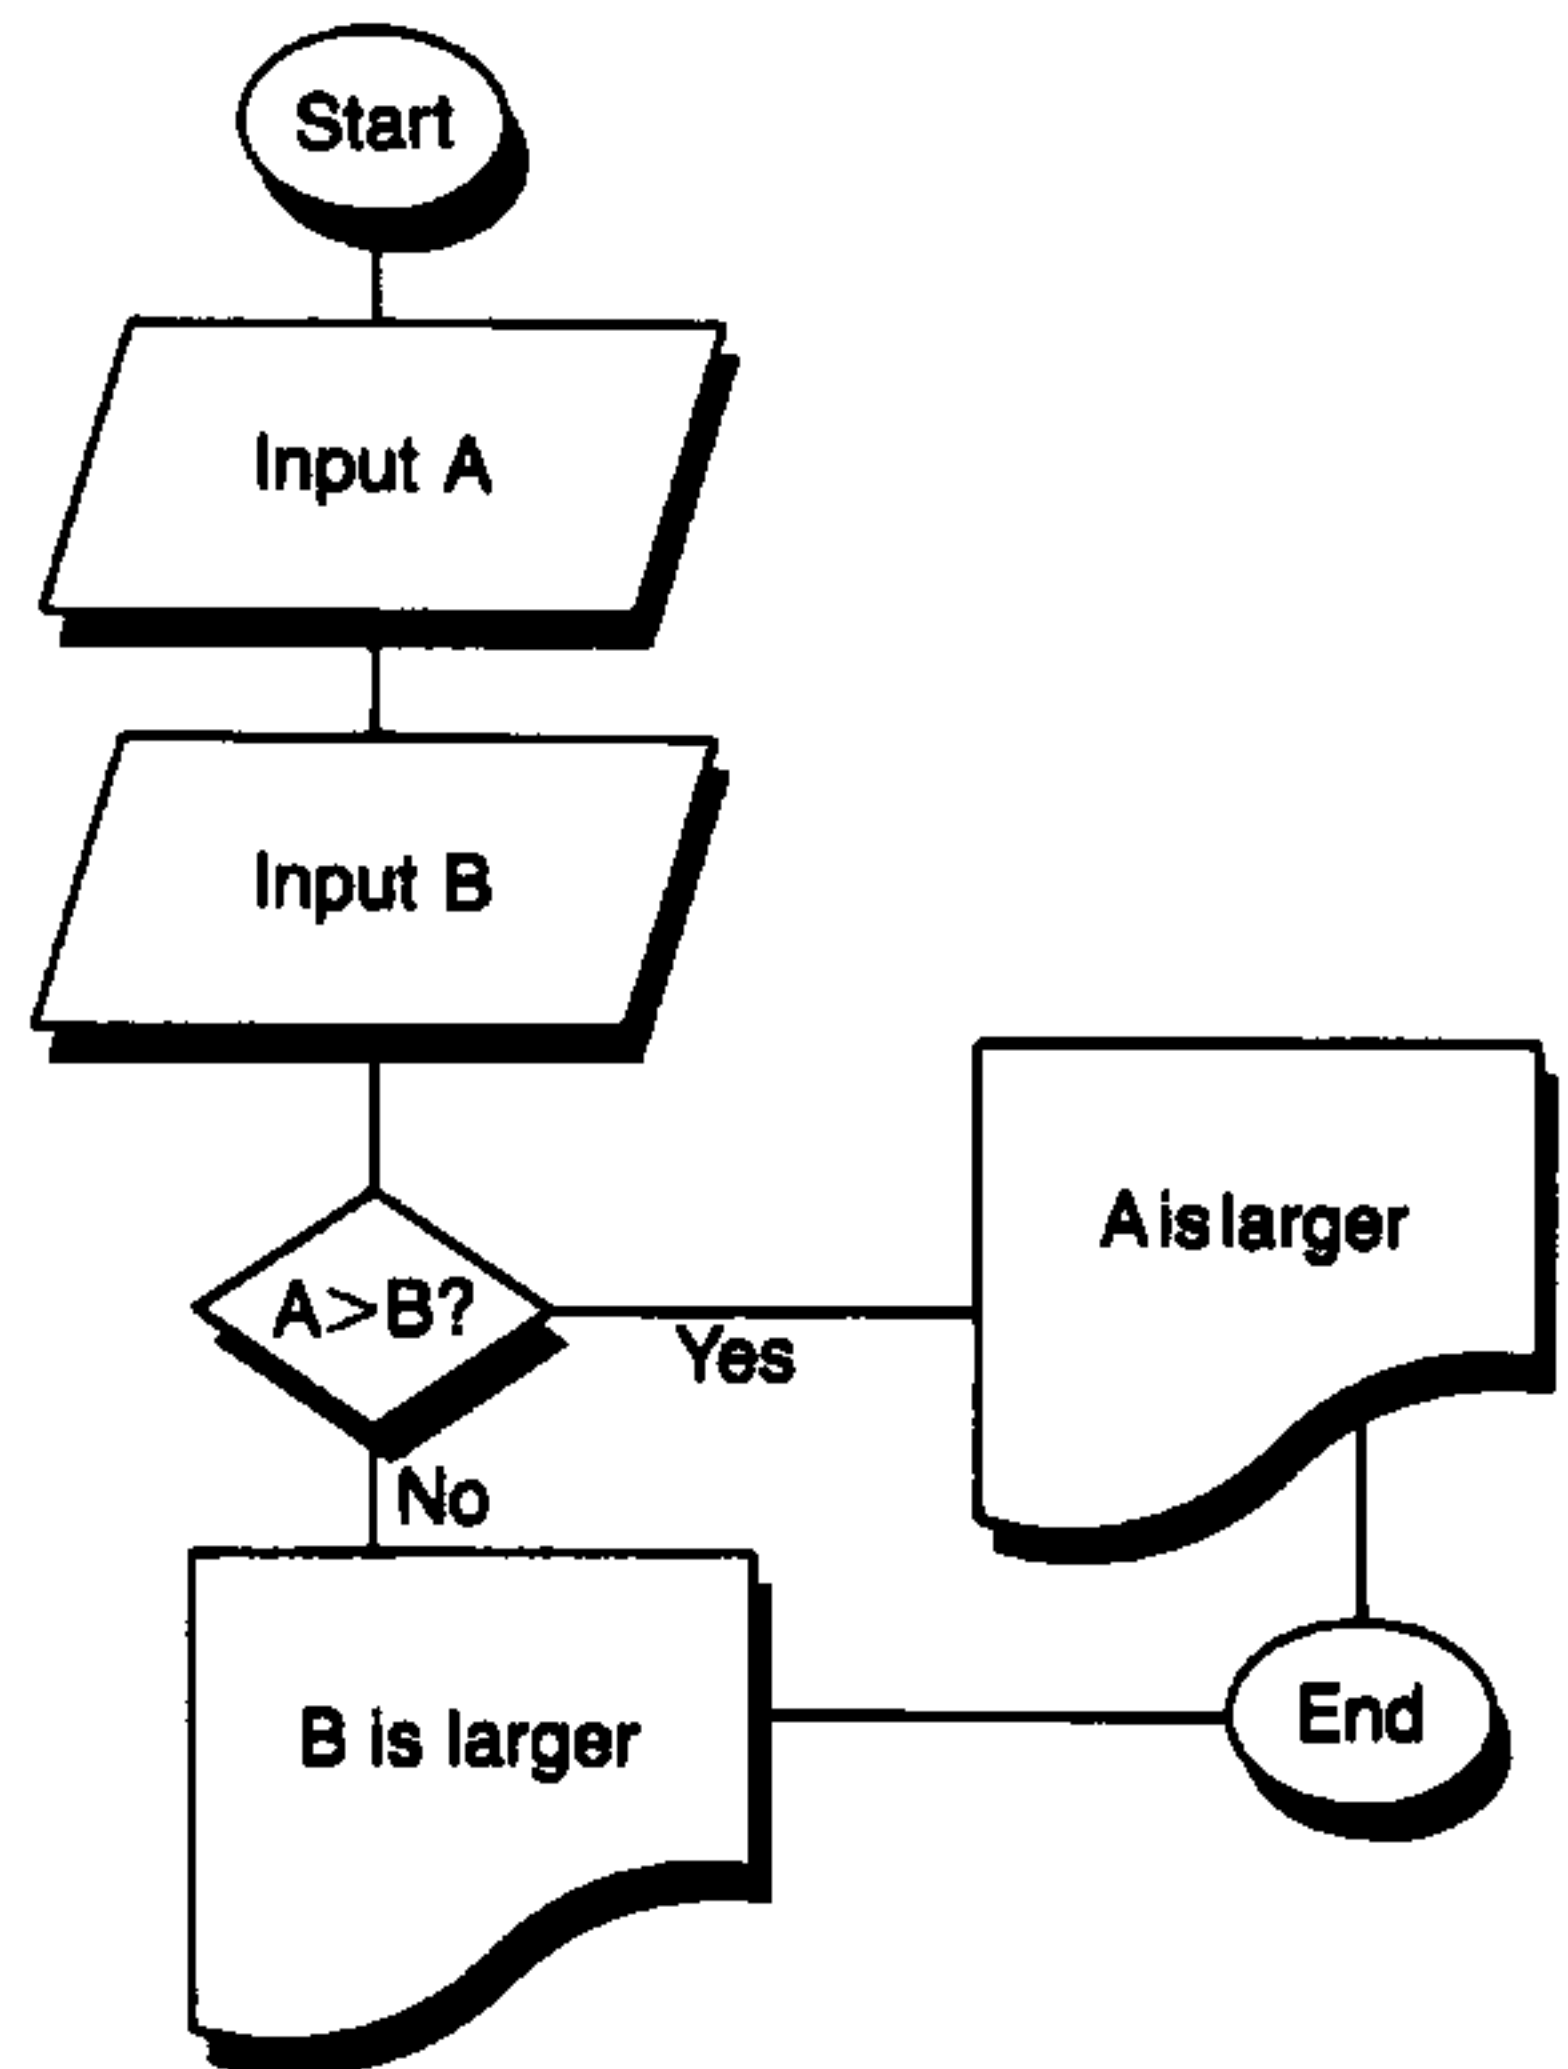 Start
Input A
Input B
A>B?
Yes
A is larger
No
B is larger
End